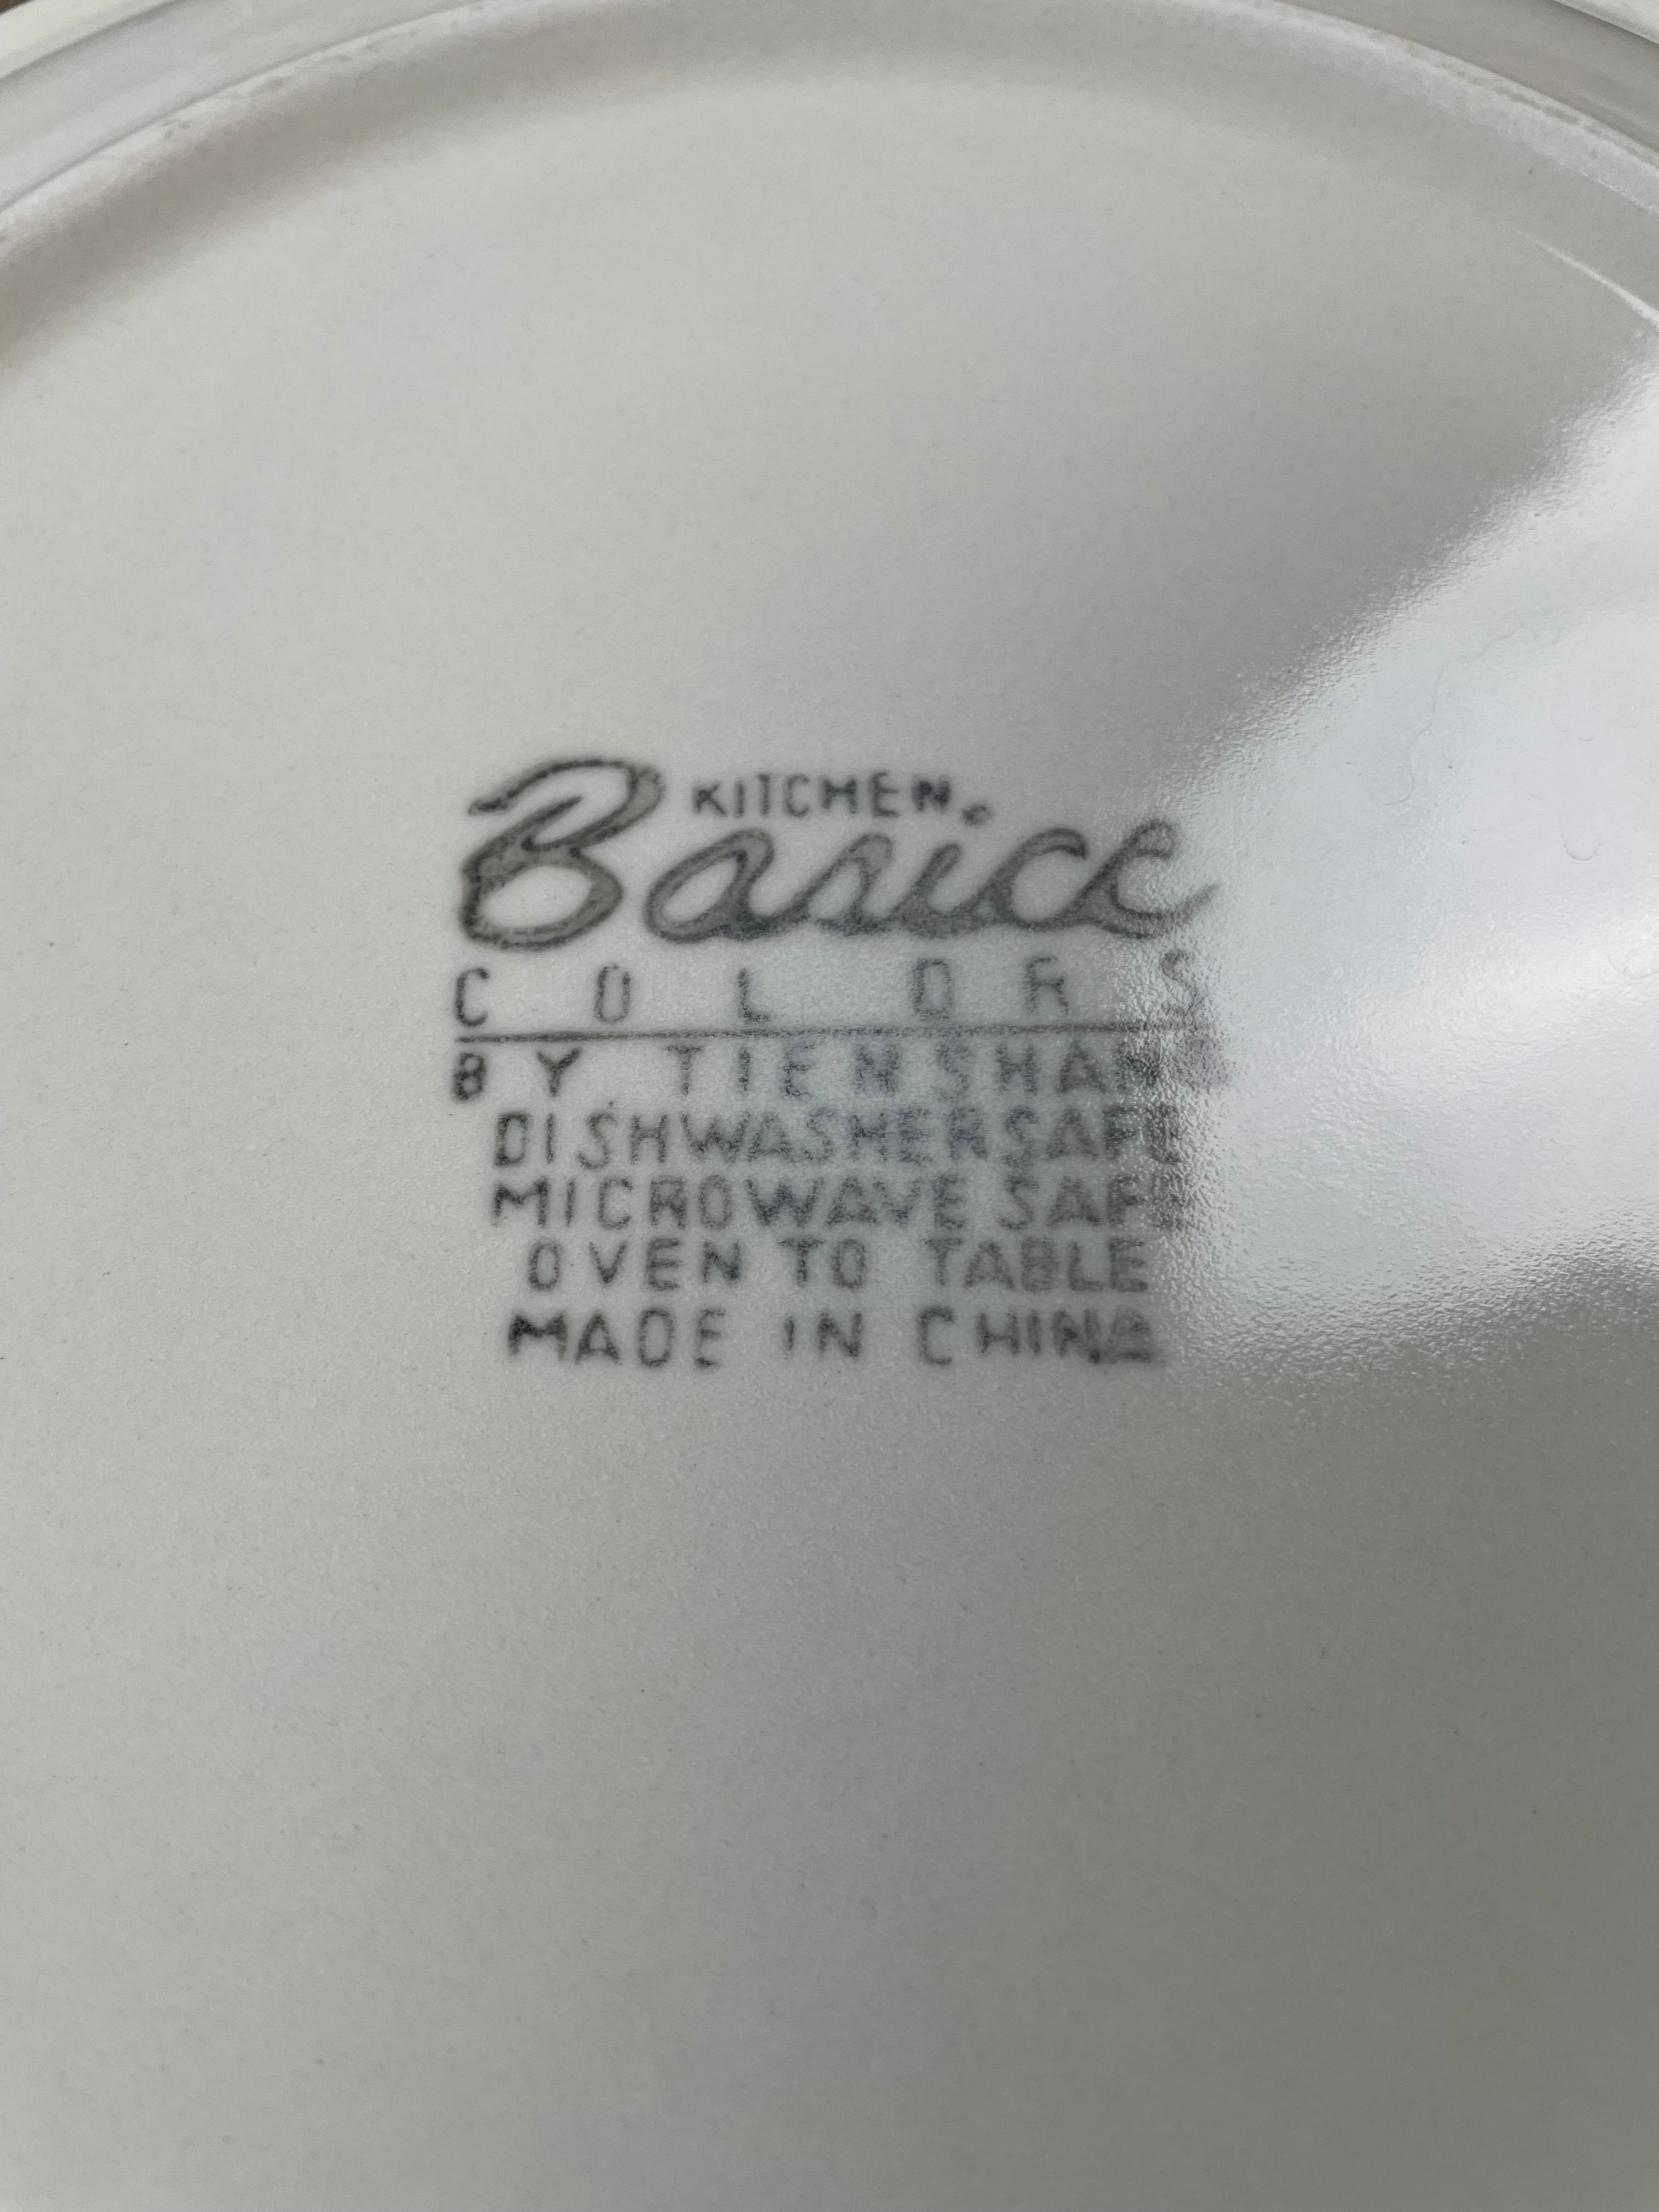 KITCHEN
Basics
COLORS
BY TIENSHAN
DISHWASHER SAFE
MICROWAVE SAFE
OVEN TO TABLE
MADE IN CHINA